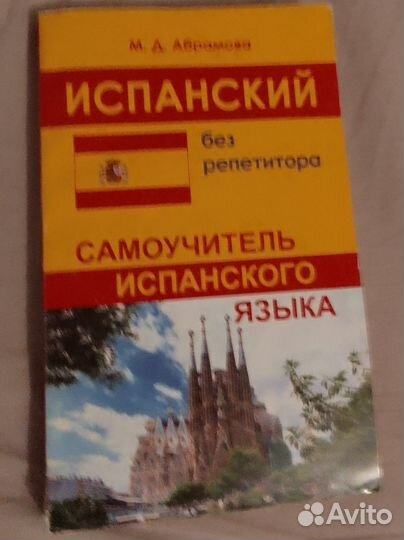 М. Д. Абрамова
ИСПАНСКИЙ
без
репетитора
САМОУЧИТЕЛЬ
ИСПАНСКОГО
ЯЗЫКА
Avito